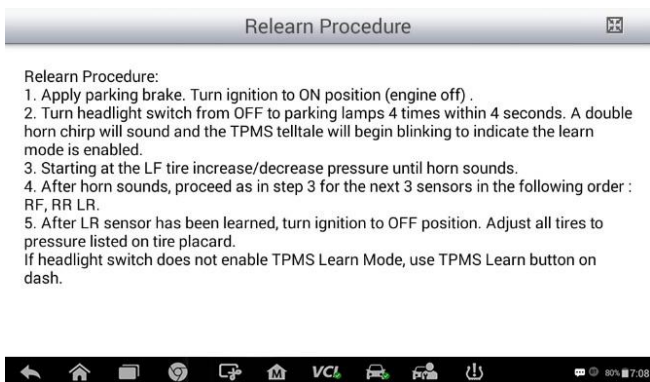 Relearn Procedure
Relearn Procedure:
1. Apply parking brake. Turn ignition to ON position (engine off) .
2. Turn headlight switch from OFF to parking lamps 4 times within 4 seconds. A double
horn chirp will sound and the TPMS telltale will begin blinking to indicate the learn
mode is enabled.
3. Starting at the LF tire increase/decrease pressure until horn sounds.
4. After horn sounds, proceed as in step 3 for the next 3 sensors in the following order :
RF, RR LR.
5. After LR sensor has been learned, turn ignition to OFF position. Adjust all tires to
pressure listed on tire placard.
If headlight switch does not enable TPMS Learn Mode, use TPMS Learn button on
dash.
M VCI 80% 7:08